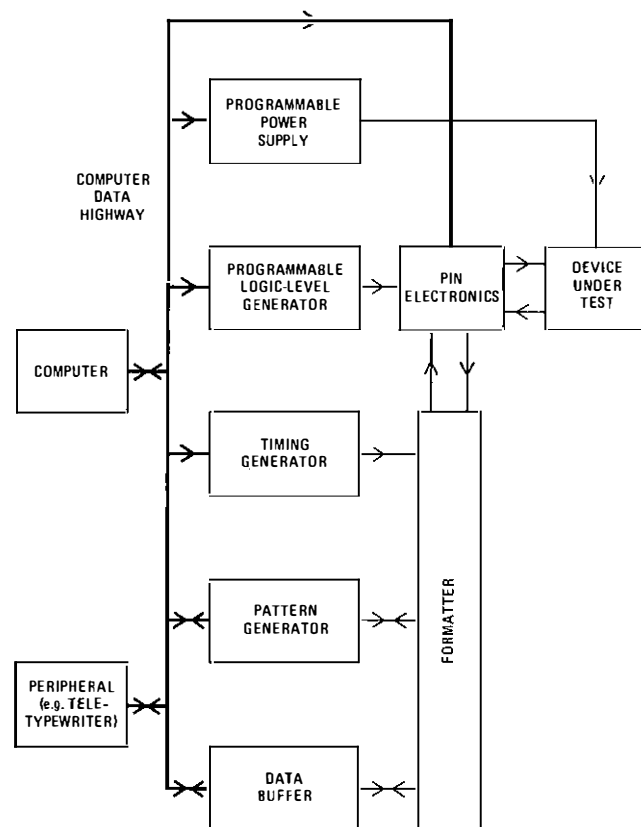 PROGRAMMABLE
POWER
SUPPLY
COMPUTER
DATA
HIGHWAY
PROGRAMMABLE
LOGIC-LEVEL
GENERATOR
PIN
ELECTRONICS
DEVICE
UNDER
TEST
COMPUTER
TIMING
GENERATOR
PATTERN
GENERATOR
FORMATTER
PERIPHERAL
(e.g. TELE-
TYPEWRITER)
DATA
BUFFER